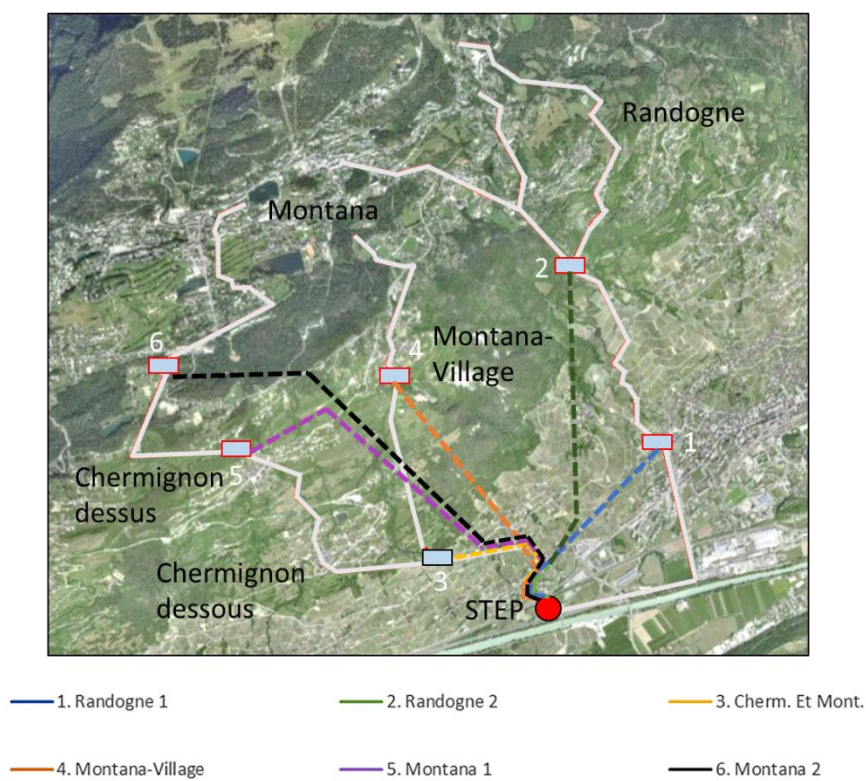 Randogne
Montana
2
6
4
Montana-
Village
1
5
Chermignon
dessus
3
Chermignon
dessous
STEP
1. Randogne 1
2. Randogne 2
3. Cherm. Et Mont.
4. Montana-Village
5. Montana 1
6. Montana 2